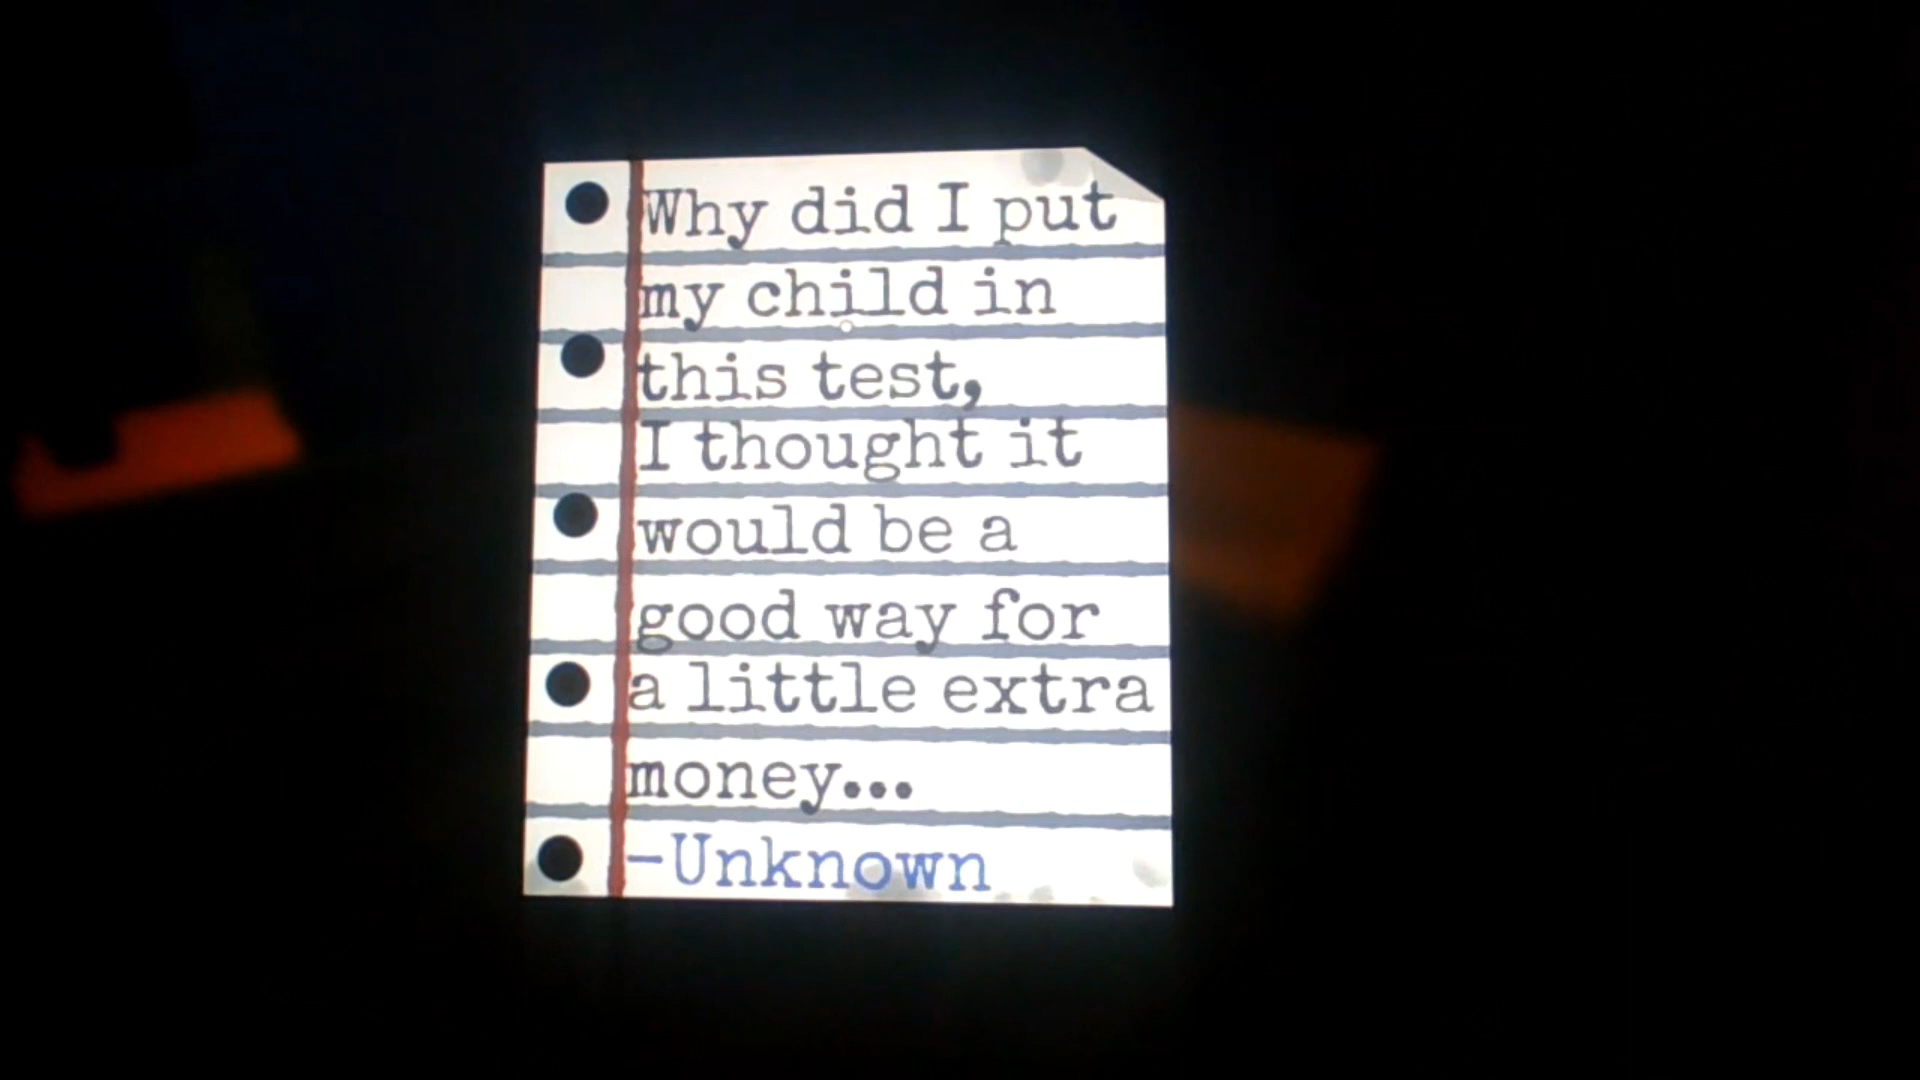 Why did I put
my child in
this test,
I thought it
would be a
good way for
a little extra
money...
-Unknown